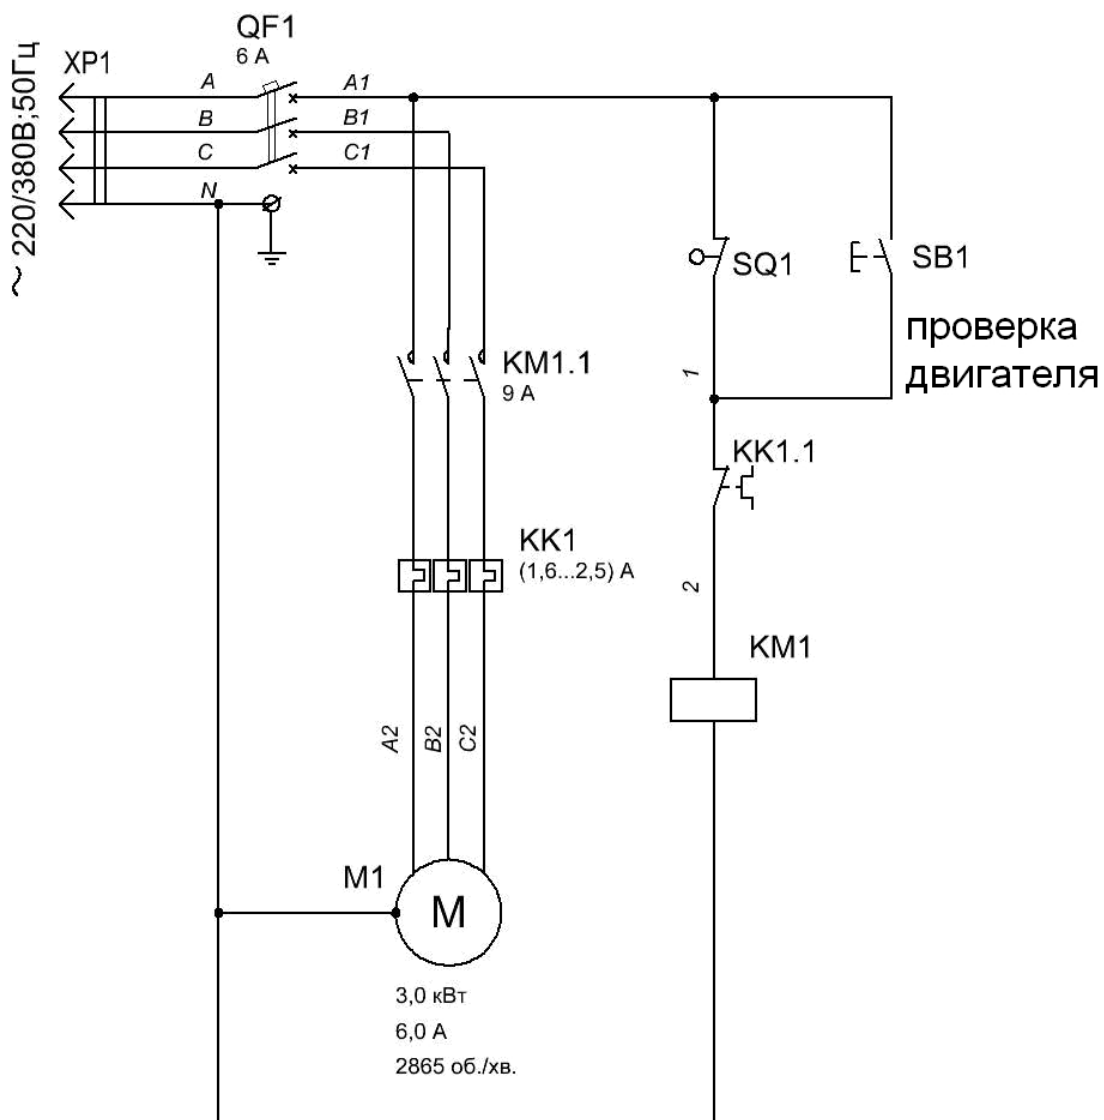 ~ 220/380В;50Гц
XP1
QF1
6 А
A
B
C
N
A1
B1
C1
SQ1
SB1
проверка
двигателя
KM1.1
9 А
1
KK1.1
KK1
(1,6...2,5) А
2
KM1
A2
B2
C2
M1
M
3,0 кВт
6,0 А
2865 об./хв.